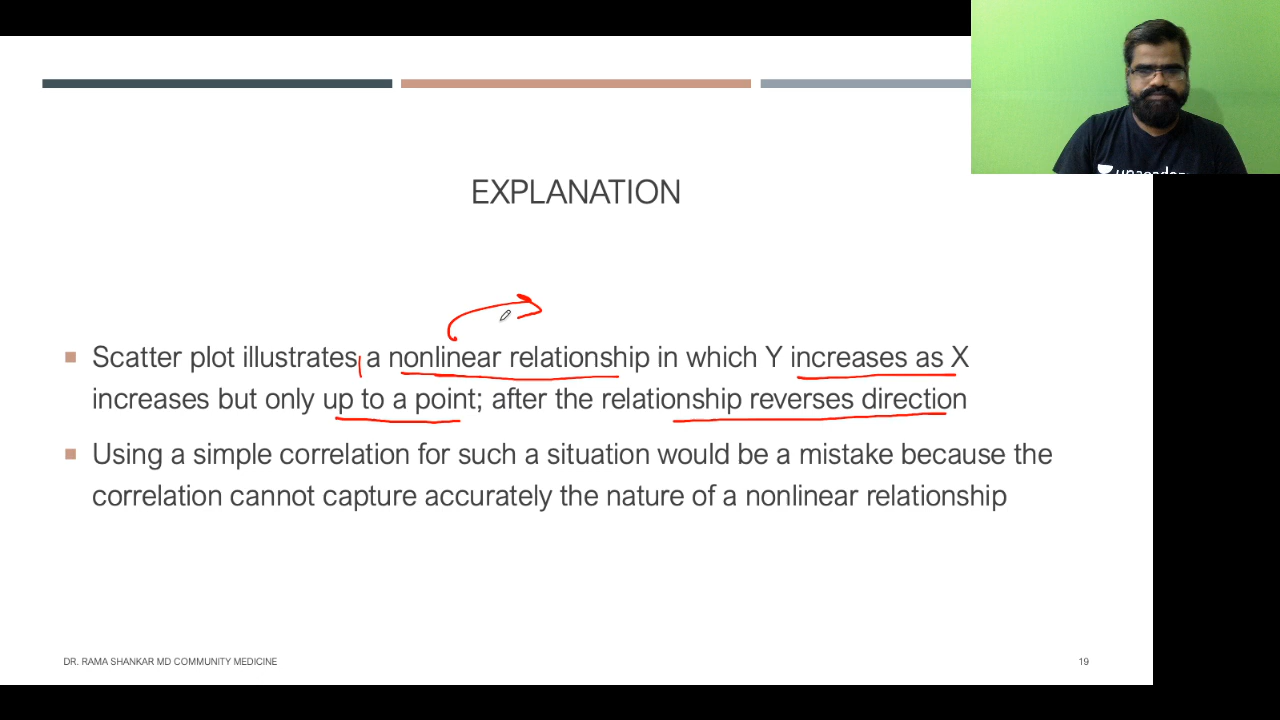 EXPLANATION
Scatter plot illustrates a nonlinear relationship in which Y increases as X
increases but only up to a point; after the relationship reverses direction
Using a simple correlation for such a situation would be a mistake because the
correlation cannot capture accurately the nature of a nonlinear relationship
DR. RAMA SHANKAR MD COMMUNITY MEDICINE
19